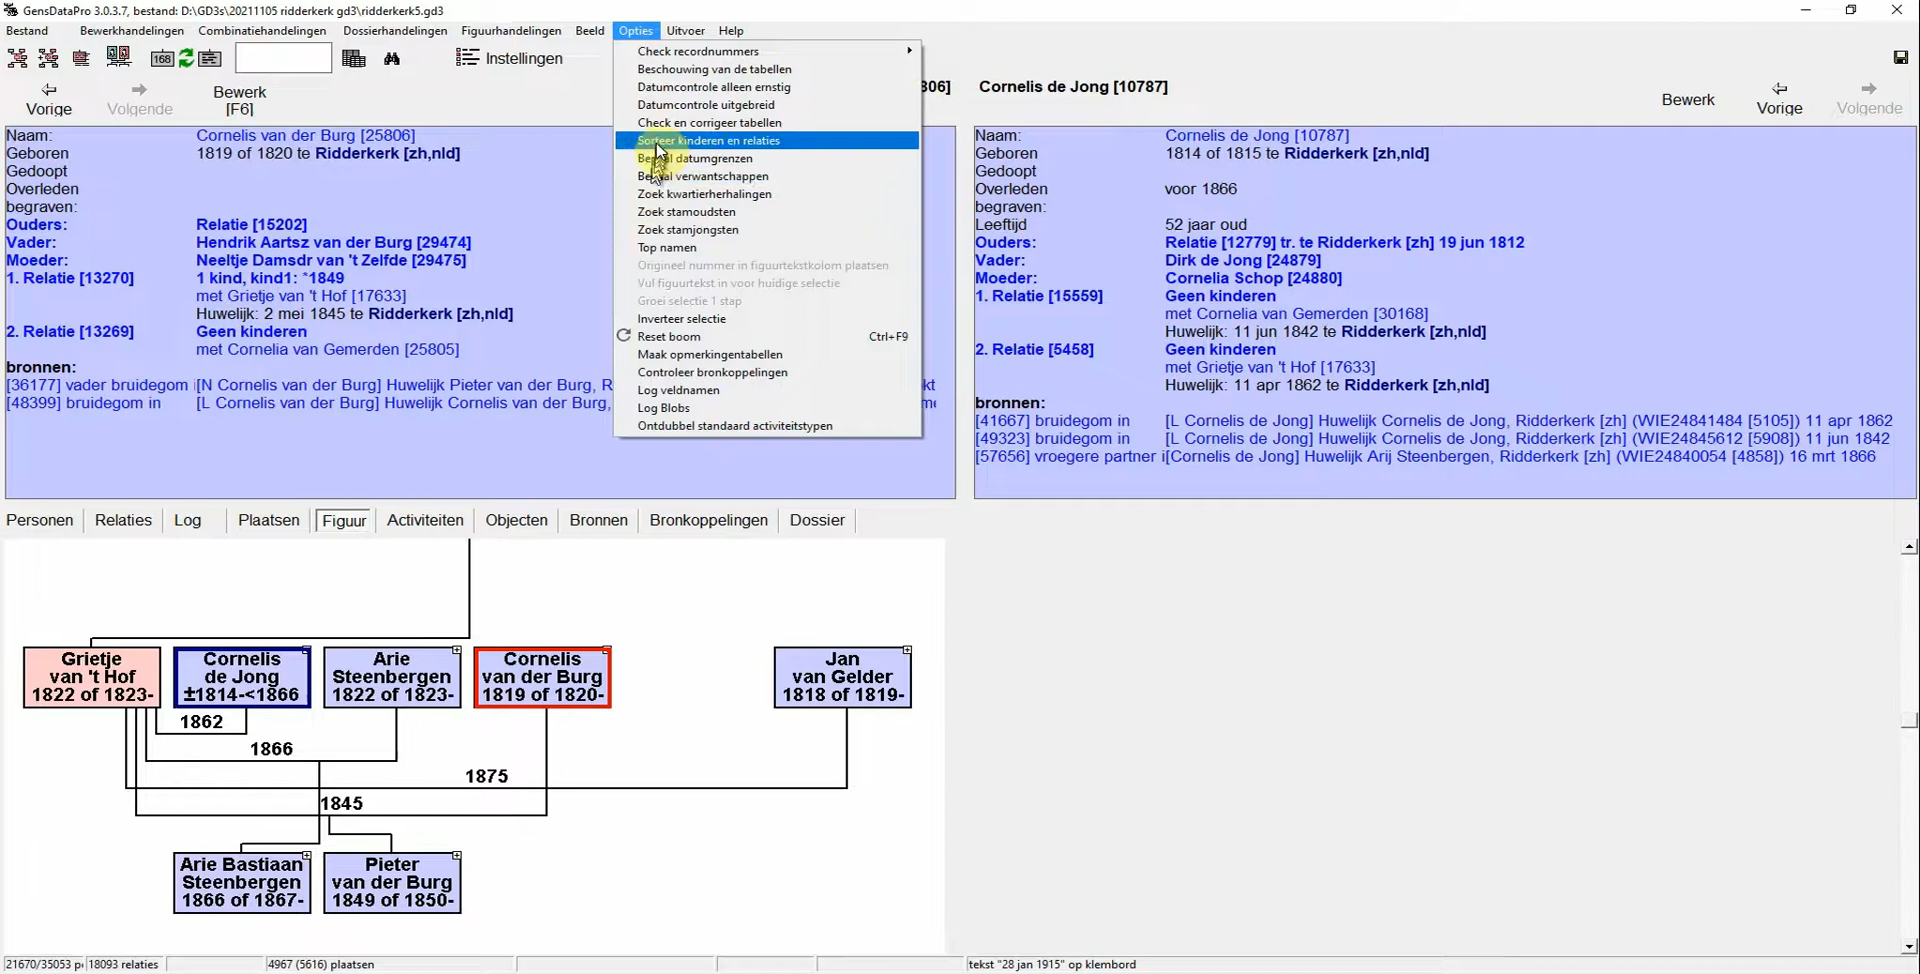 GensDataPro 3.0.3.7, bestand: D:\GD3s\20211105 ridderkerk gd3\ridderkerk5.gd3
Bestand Bewerkhandelingen Combinatiehandelingen Dossierhandelingen Figuurhandelingen Beeld Opties Uitvoer Help
168 Instellingen
Vorige Volgende Bewerk [F6]
Check recordnummers
Beschouwing van de tabellen
Datumcontrole alleen ernstig
Datumcontrole uitgebreid
Check en corrigeer tabellen
Sorteer kinderen en relaties
datumgrenzen
verwantschappen
Zoek kwartierherhalingen
Zoek stamoudsten
Zoek stamjongsten
Top namen
Origineel nummer in figuurtekstkolom plaatsen
Vul figuurtekst in voor huidige selectie
Groei selectie 1 stap
Inverteer selectie
Reset boom Ctrl+F9
Maak opmerkingentabellen
Controleer bronkoppelingen
Log veldnamen
Log Blobs
Ontdubbel standaard activiteitstypen
806] Cornelis de Jong [10787]
Bewerk Vorige Volgende
Naam: Cornelis van der Burg [25806]
Geboren 1819 of 1820 te Ridderkerk [zh,nld]
Gedoopt
Overleden
begraven:
Ouders: Relatie [15202]
Vader: Hendrik Aartsz van der Burg [29474]
Moeder: Neeltje Damsdr van 't Zelfde [29475]
1. Relatie [13270] 1 kind, kind1: *1849
met Grietje van 't Hof [17633]
Huwelijk: 2 mei 1845 te Ridderkerk [zh,nld]
2. Relatie [13269] Geen kinderen
met Cornelia van Gemerden [25805]
bronnen:
[36177] vader bruidegom [N Cornelis van der Burg] Huwelijk Pieter van der Burg, R
[48399] bruidegom in [L Cornelis van der Burg] Huwelijk Cornelis van der Burg,
Naam: Cornelis de Jong [10787]
Geboren 1814 of 1815 te Ridderkerk [zh,nld]
Gedoopt
Overleden voor 1866
begraven:
Leeftijd 52 jaar oud
Ouders: Relatie [12779] tr. te Ridderkerk [zh] 19 jun 1812
Vader: Dirk de Jong [24879]
Moeder: Cornelia Schop [24880]
1. Relatie [15559] Geen kinderen
met Cornelia van Gemerden [30168]
Huwelijk: 11 jun 1842 te Ridderkerk [zh,nld]
2. Relatie [5458] Geen kinderen
met Grietje van 't Hof [17633]
Huwelijk: 11 apr 1862 te Ridderkerk [zh,nld]
bronnen:
[41667] bruidegom in [L Cornelis de Jong] Huwelijk Cornelis de Jong, Ridderkerk [zh] (WIE24841484 [5105]) 11 apr 1862
[49323] bruidegom in [L Cornelis de Jong] Huwelijk Cornelis de Jong, Ridderkerk [zh] (WIE24845612 [5908]) 11 jun 1842
[57656] vroegere partner i[Cornelis de Jong] Huwelijk Arij Steenbergen, Ridderkerk [zh] (WIE24840054 [4858]) 16 mrt 1866
Personen Relaties Log Plaatsen Figuur Activiteiten Objecten Bronnen Bronkoppelingen Dossier
Grietje
van 't Hof
1822 of 1823-
Cornelis
de Jong
±1814-<1866
Arie
Steenbergen
1822 of 1823-
Cornelis
van der Burg
1819 of 1820-
Jan
van Gelder
1818 of 1819-
1862
1866
1875
1845
Arie Bastiaan
Steenbergen
1866 of 1867-
Pieter
van der Burg
1849 of 1850-
21670/35053 p 18093 relaties 4967 (5616) plaatsen tekst "28 jan 1915" op klembord